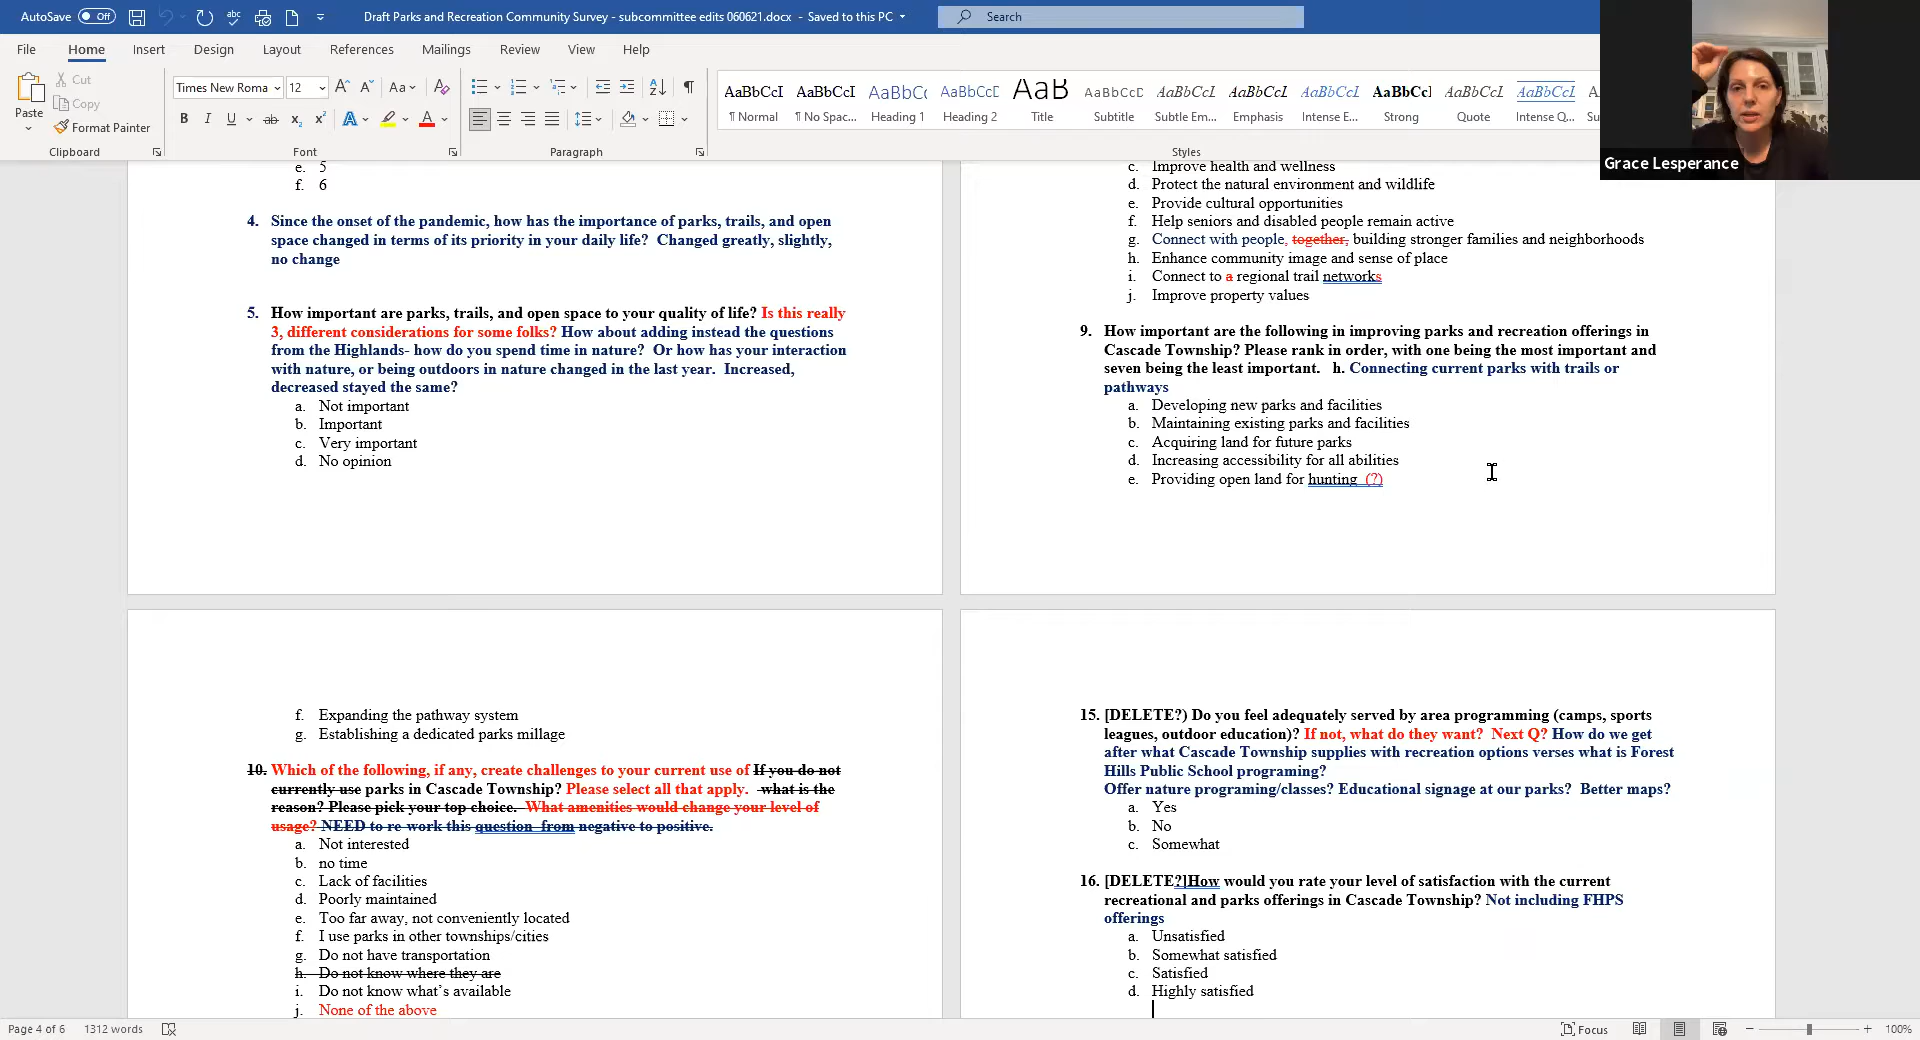 AutoSave Off
Draft Parks and Recreation Community Survey - subcommittee edits 060621.docx - Saved to this PC
Search
File Home Insert Design Layout References Mailings Review View Help
Grace Lesperance
Paste
Cut
Copy
Format Painter
Clipboard
Times New Roma 12
Font
Paragraph
AaBbCcI AaBbCcI AaBbC AaBbCcD AaB AaBbCcD AaBbCcL AaBbCcL AaBbCcL AaBbCcI AaBbCcL AaBbCcL
¶ Normal ¶ No Spac... Heading 1 Heading 2 Title Subtitle Subtle Em... Emphasis Intense E... Strong Quote Intense Q...
Styles
e. 5
f. 6
4. Since the onset of the pandemic, how has the importance of parks, trails, and open
space changed in terms of its priority in your daily life? Changed greatly, slightly,
no change
5. How important are parks, trails, and open space to your quality of life? Is this really
3, different considerations for some folks? How about adding instead the questions
from the Highlands- how do you spend time in nature? Or how has your interaction
with nature, or being outdoors in nature changed in the last year. Increased,
decreased stayed the same?
a. Not important
b. Important
c. Very important
d. No opinion
c. Improve health and wellness
d. Protect the natural environment and wildlife
e. Provide cultural opportunities
f. Help seniors and disabled people remain active
g. Connect with people, together, building stronger families and neighborhoods
h. Enhance community image and sense of place
i. Connect to a regional trail networks
j. Improve property values
9. How important are the following in improving parks and recreation offerings in
Cascade Township? Please rank in order, with one being the most important and
seven being the least important. h. Connecting current parks with trails or
pathways
a. Developing new parks and facilities
b. Maintaining existing parks and facilities
c. Acquiring land for future parks
d. Increasing accessibility for all abilities
e. Providing open land for hunting (?)
f. Expanding the pathway system
g. Establishing a dedicated parks millage
10. Which of the following, if any, create challenges to your current use of If you do not
currently use parks in Cascade Township? Please select all that apply. what is the
reason? Please pick your top choice. What amenities would change your level of
usage? NEED to re-work this question from negative to positive.
a. Not interested
b. no time
c. Lack of facilities
d. Poorly maintained
e. Too far away, not conveniently located
f. I use parks in other townships/cities
g. Do not have transportation
h. Do not know where they are
i. Do not know what's available
j. None of the above
15. [DELETE?) Do you feel adequately served by area programming (camps, sports
leagues, outdoor education)? If not, what do they want? Next Q? How do we get
after what Cascade Township supplies with recreation options verses what is Forest
Hills Public School programing?
Offer nature programing/classes? Educational signage at our parks? Better maps?
a. Yes
b. No
c. Somewhat
16. [DELETE?]How would you rate your level of satisfaction with the current
recreational and parks offerings in Cascade Township? Not including FHPS
offerings
a. Unsatisfied
b. Somewhat satisfied
c. Satisfied
d. Highly satisfied
Page 4 of 6 1312 words
Focus 100%